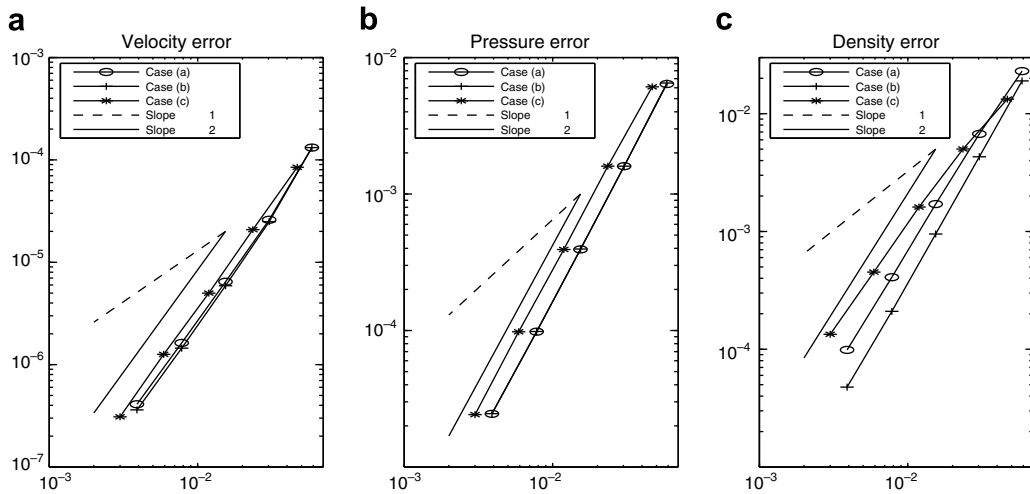 a
Velocity error
Case (a)
Case (b)
Case (c)
Slope 1
Slope 2
10⁻³
10⁻⁴
10⁻⁵
10⁻⁶
10⁻⁷
10⁻³
10⁻²
b
Pressure error
Case (a)
Case (b)
Case (c)
Slope 1
Slope 2
10⁻²
10⁻³
10⁻⁴
10⁻³
10⁻²
c
Density error
Case (a)
Case (b)
Case (c)
Slope 1
Slope 2
10⁻²
10⁻³
10⁻⁴
10⁻³
10⁻²